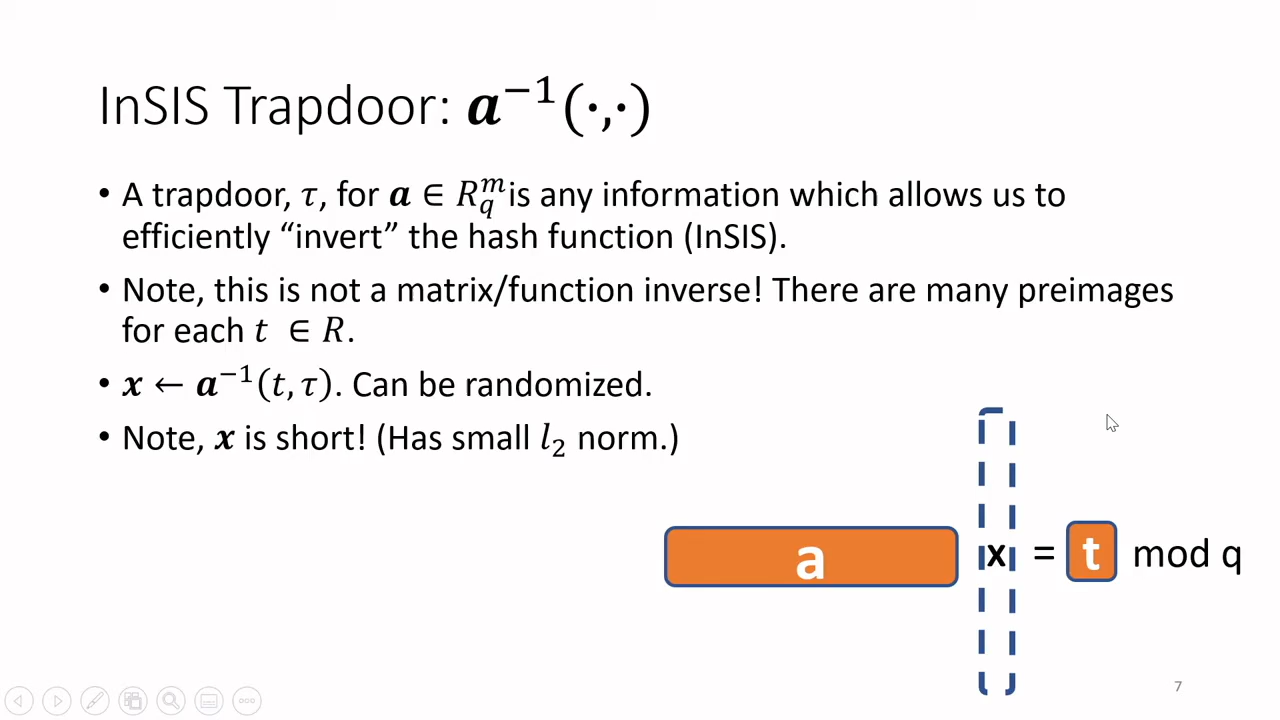 InSIS Trapdoor: 𝒂⁻¹(·,·)
• A trapdoor, τ, for 𝒂 ∈ R_q^m is any information which allows us to
efficiently “invert” the hash function (InSIS).
• Note, this is not a matrix/function inverse! There are many preimages
for each t ∈ R.
• 𝒙 ← 𝒂⁻¹(t, τ). Can be randomized.
• Note, 𝒙 is short! (Has small l₂ norm.)
a x = t mod q
7